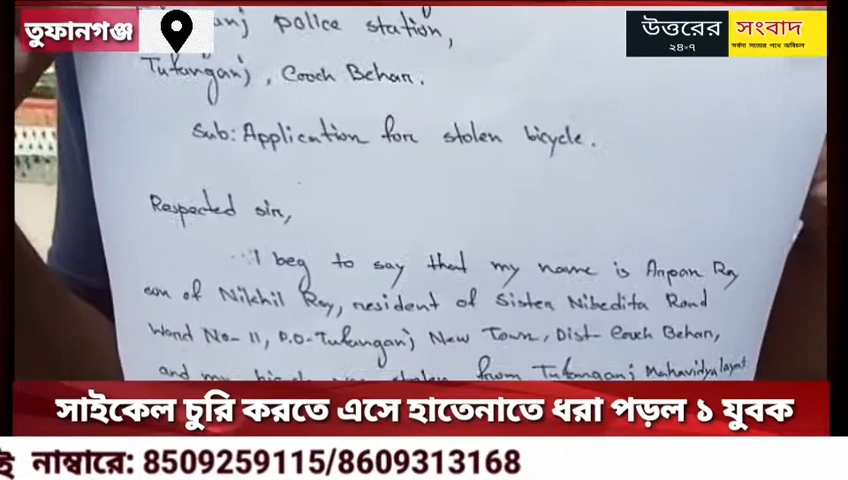 তুফানগঞ্জ
উত্তরের
২৪×৭
সংবাদ
সর্বদা সত্যের পথে অবিচল
police station,
Tufanganj, Cooch Behar.
Sub: Application for stolen bicycle.
Respected sir,
I beg to say that my name is Arpan Roy
son of Nikhil Roy, resident of Sister Nibedita Road
Ward No- 11, P.O- Tufanganj New Town, Dist- Cooch Behar,
and my stolen from Tufanganj Mahavidyalaya
সাইকেল চুরি করতে এসে হাতেনাতে ধরা পড়ল ১ যুবক
ই নাম্বারে: 8509259115/8609313168